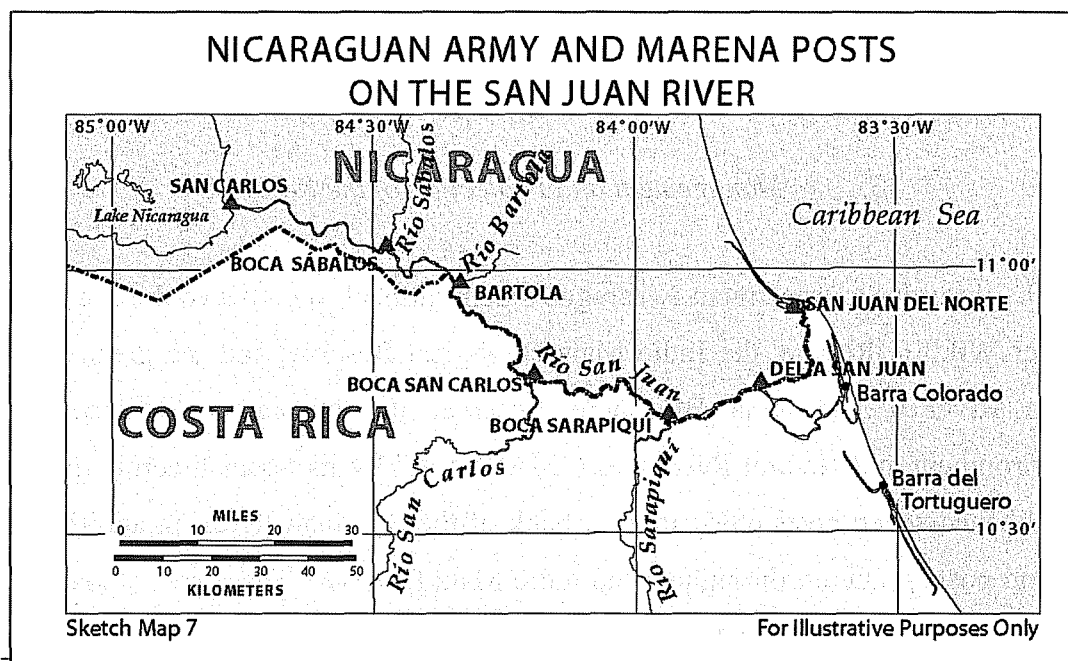 NICARAGUAN ARMY AND MARENA POSTS
ON THE SAN JUAN RIVER
85°00'W
84°30'W
84°00'W
83°30'W
NICARAGUA
Río Sábalos
Río Bartola
SAN CARLOS
Lake Nicaragua
Caribbean Sea
BOCA SÁBALOS
11°00'
BARTOLA
SAN JUAN DEL NORTE
Río San Juan
DELTA SAN JUAN
BOCA SAN CARLOS
Barra Colorado
COSTA RICA
BOCA SARAPIQUÍ
Río San Carlos
Río Sarapiquí
Barra del
Tortuguero
10°30'
MILES
0 10 20 30
0 10 20 30 40 50
KILOMETERS
Sketch Map 7
For Illustrative Purposes Only